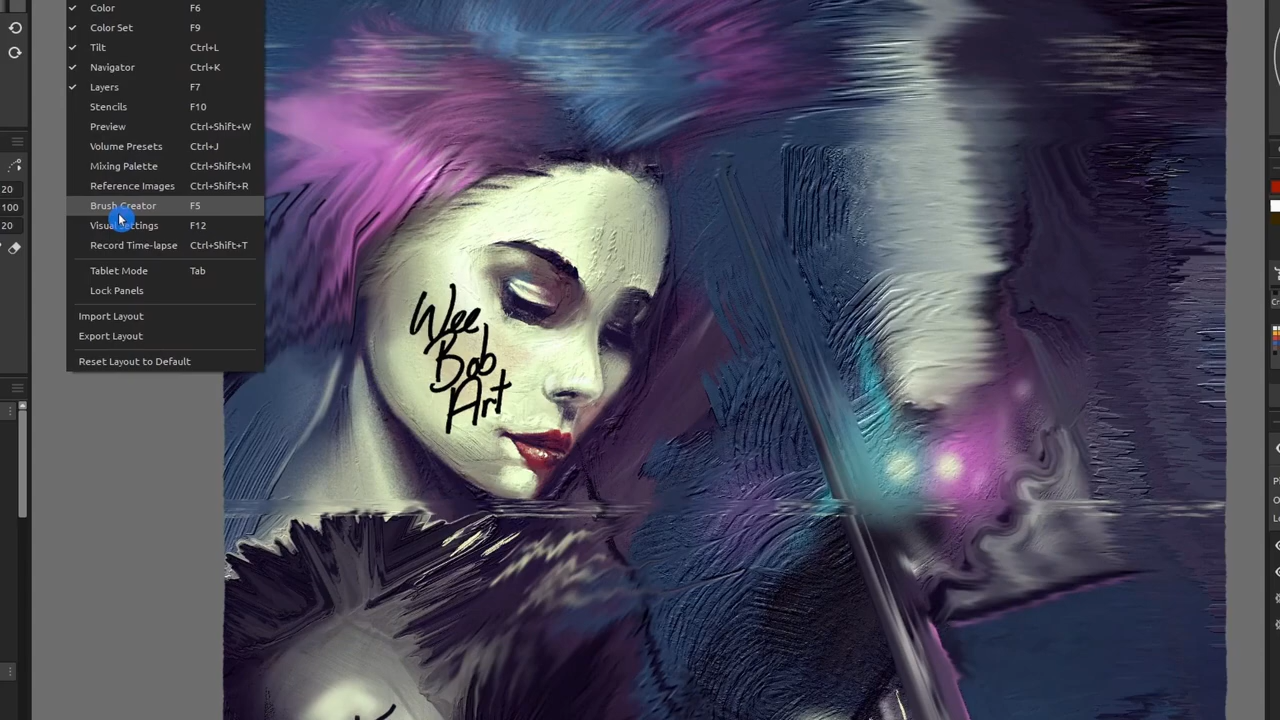 Color F6
Color Set F9
Tilt Ctrl+L
Navigator Ctrl+K
Layers F7
Stencils F10
Preview Ctrl+Shift+W
Volume Presets Ctrl+J
Mixing Palette Ctrl+Shift+M
Reference Images Ctrl+Shift+R
Brush Creator F5
Visual Settings F12
Record Time-lapse Ctrl+Shift+T
Tablet Mode Tab
Lock Panels
Import Layout
Export Layout
Reset Layout to Default
20
100
20
Wee
Bob
Art